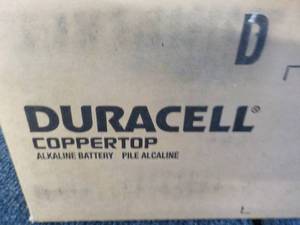 D
DURACELL®
COPPERTOP
ALKALINE BATTERY PILE ALCALINE